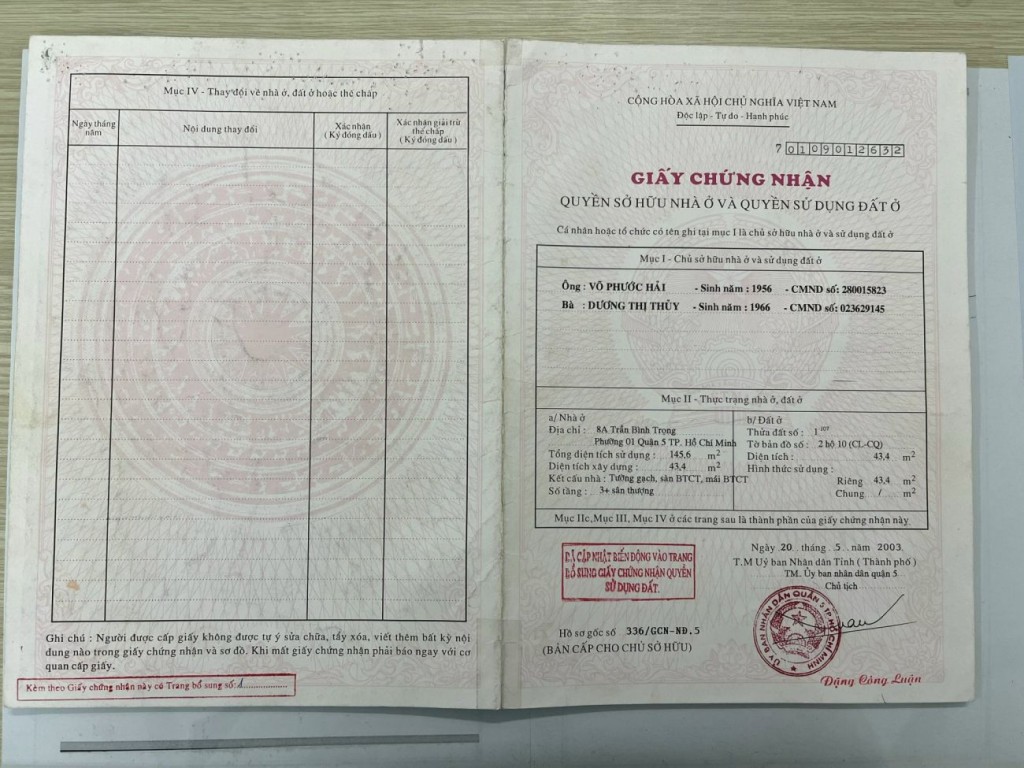 Mục IV - Thay đổi về nhà ở, đất ở hoặc thế chấp
Ngày tháng năm
Nội dung thay đổi
Xác nhận
( Ký đóng dấu )
Xác nhận giải trừ thế chấp
( Ký đóng dấu )
Ghi chú : Người được cấp giấy không được tự ý sửa chữa, tẩy xóa, viết thêm bất kỳ nội
dung nào trong giấy chứng nhận và sơ đồ. Khi mất giấy chứng nhận phải báo ngay với cơ
quan cấp giấy.
Kèm theo Giấy chứng nhận này có Trang bổ sung số: 1
CỘNG HÒA XÃ HỘI CHỦ NGHĨA VIỆT NAM
Độc lập - Tự do - Hạnh phúc
7 0109012632
GIẤY CHỨNG NHẬN
QUYỀN SỞ HỮU NHÀ Ở VÀ QUYỀN SỬ DỤNG ĐẤT Ở
Cá nhân hoặc tổ chức có tên ghi tại mục I là chủ sở hữu nhà ở và sử dụng đất ở
Mục I - Chủ sở hữu nhà ở và sử dụng đất ở
Ông : VÕ PHƯỚC HẢI - Sinh năm : 1956 - CMND số: 280015823
Bà : DƯƠNG THỊ THỦY - Sinh năm : 1966 - CMND số: 023629145
Mục II - Thực trạng nhà ở, đất ở
a/ Nhà ở
Địa chỉ : 8A Trần Bình Trọng
Phường 01 Quận 5 TP. Hồ Chí Minh
Tổng diện tích sử dụng : 145,6 m2
Diện tích xây dựng : 43,4 m2
Kết cấu nhà : Tường gạch, sàn BTCT, mái BTCT
Số tầng : 3+ sân thượng
b/ Đất ở
Thửa đất số : 1
Tờ bản đồ số : 2 bộ 10 (CL-CQ)
Diện tích : 43,4 m2
Hình thức sử dụng :
Riêng 43,4 m2
Chung / m2
Mục IIc, Mục III, Mục IV ở các trang sau là thành phần của giấy chứng nhận này
ĐÃ CẬP NHẬT BIẾN ĐỘNG VÀO TRANG
BỔ SUNG GIẤY CHỨNG NHẬN QUYỀN
SỬ DỤNG ĐẤT
Ngày 20 tháng 5 năm 2003
T.M Uỷ ban Nhân dân Tỉnh ( Thành phố )
TM. Ủy ban nhân dân quận 5
Chủ tịch
ỦY BAN NHÂN DÂN QUẬN 5 TP. HỒ CHÍ MINH
Hồ sơ gốc số 336/GCN-NĐ.5
(BẢN CẤP CHO CHỦ SỞ HỮU)
Đặng Công Luận